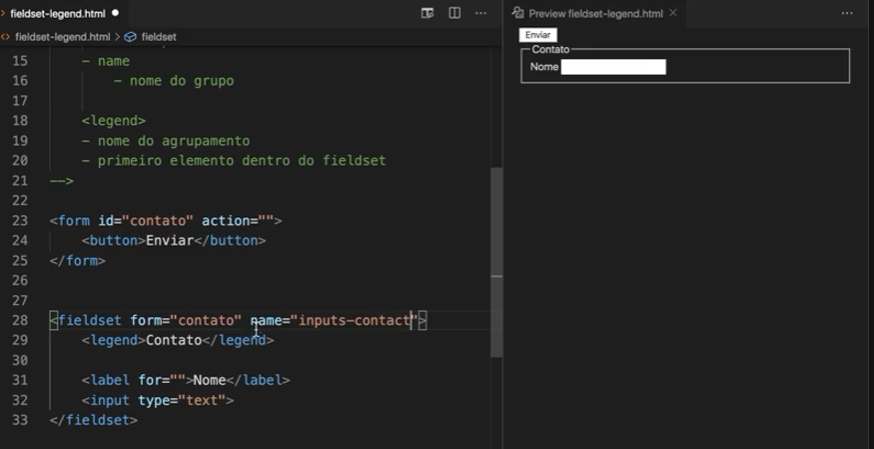 fieldset-legend.html
Preview fieldset-legend.html
fieldset-legend.html > fieldset
15 - name
16 - nome do grupo
17
18 <legend>
19 - nome do agrupamento
20 - primeiro elemento dentro do fieldset
21 -->
22
23 <form id="contato" action="">
24 <button>Enviar</button>
25 </form>
26
27
28 <fieldset form="contato" name="inputs-contact">
29 <legend>Contato</legend>
30
31 <label for="">Nome</label>
32 <input type="text">
33 </fieldset>
Enviar
Contato
Nome